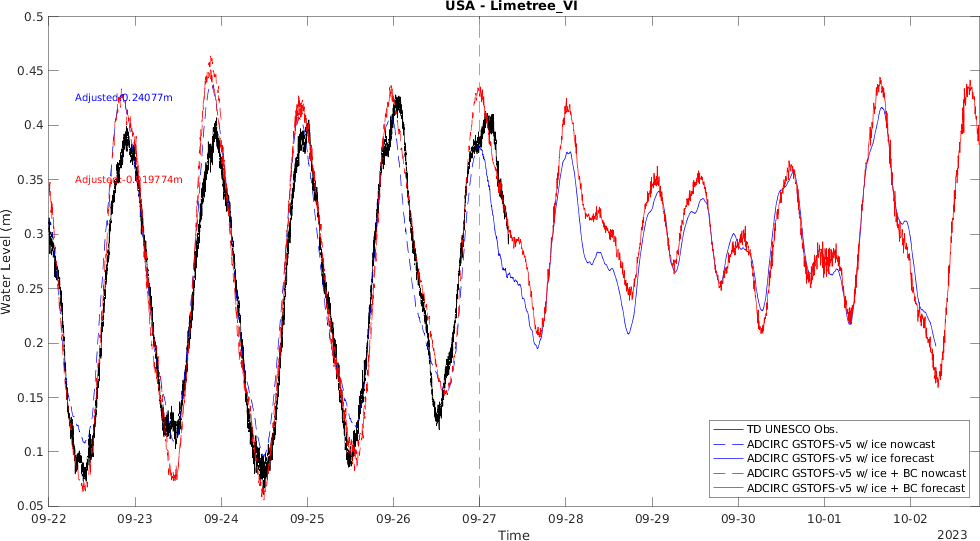 USA - Limetree_VI
0.5
0.45
0.4
0.35
0.3
0.25
0.2
0.15
0.1
0.05
Water Level (m)
Adjusted 0.24077m
TD UNESCO Obs.
ADCIRC GSTOFS-v5 w/ ice nowcast
ADCIRC GSTOFS-v5 w/ ice forecast
ADCIRC GSTOFS-v5 w/ ice + BC nowcast
ADCIRC GSTOFS-v5 w/ ice + BC forecast
09-22 09-23 09-24 09-25 09-26 09-27 09-28 09-29 09-30 10-01 10-02
Time
2023